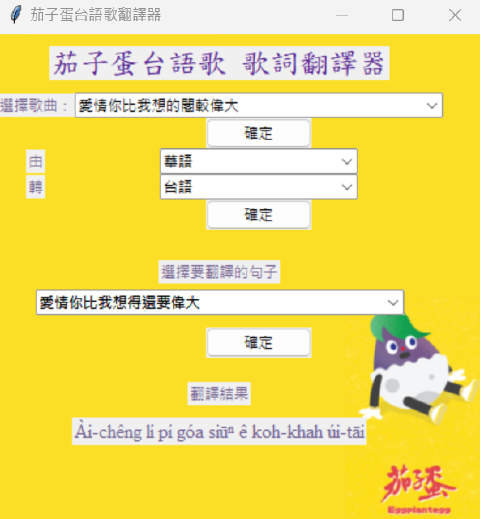 茄子蛋台語歌翻譯器
茄子蛋台語歌 歌詞翻譯器
選擇歌曲： 愛情你比我想的閣較偉大
確定
由 華語
轉 台語
確定
選擇要翻譯的句子
愛情你比我想得還要偉大
確定
翻譯結果
Ài-chêng lí pí góa siūⁿ ê koh-khah úi-tāi
茄子蛋
Eggplantegg